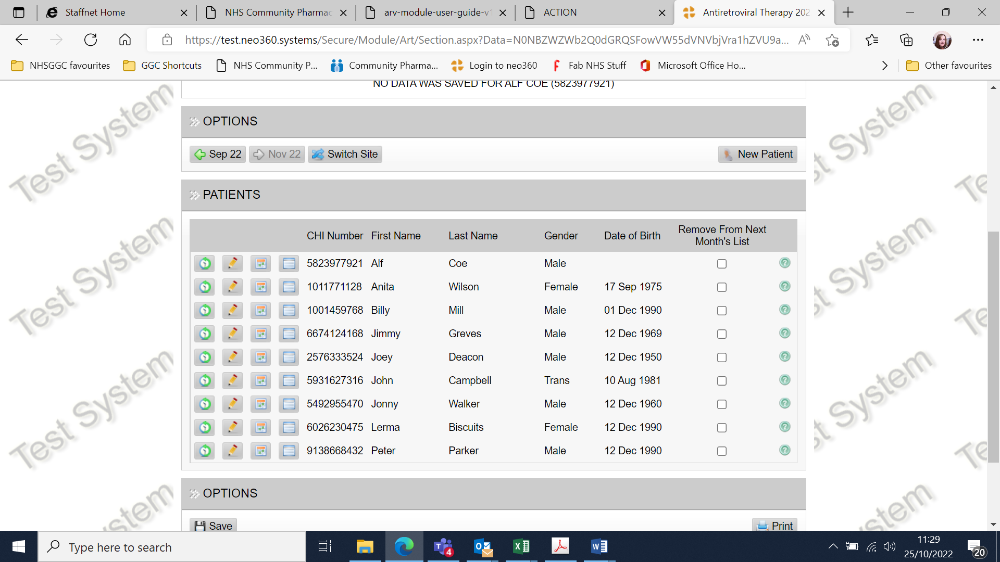 Staffnet Home
NHS Community Pharmac
arv-module-user-guide-v1
ACTION
Antiretroviral Therapy 202
https://test.neo360.systems/Secure/Module/Art/Section.aspx?Data=N0NBZWZWb2Q0dGRQSFowVW55dVNVbjVra1hZVU9a...
NHSGGC favourites
GGC Shortcuts
NHS Community P...
Community Pharma...
Login to neo360
Fab NHS Stuff
Microsoft Office Ho...
Other favourites
NO DATA WAS SAVED FOR ALF COE (5823977921)
OPTIONS
Sep 22
Nov 22
Switch Site
New Patient
PATIENTS
CHI Number First Name Last Name Gender Date of Birth Remove From Next
Month's List
5823977921 Alf Coe Male
1011771128 Anita Wilson Female 17 Sep 1975
1001459768 Billy Mill Male 01 Dec 1990
6674124168 Jimmy Greves Male 12 Dec 1969
2576333524 Joey Deacon Male 12 Dec 1950
5931627316 John Campbell Trans 10 Aug 1981
5492955470 Jonny Walker Male 12 Dec 1960
6026230475 Lerma Biscuits Female 12 Dec 1990
9138668432 Peter Parker Male 12 Dec 1990
OPTIONS
Save
Print
Test System
Test System
Test System
stem
st System
st System
st System
stem
Te
Te
Te
Type here to search
4
11:29
25/10/2022
20